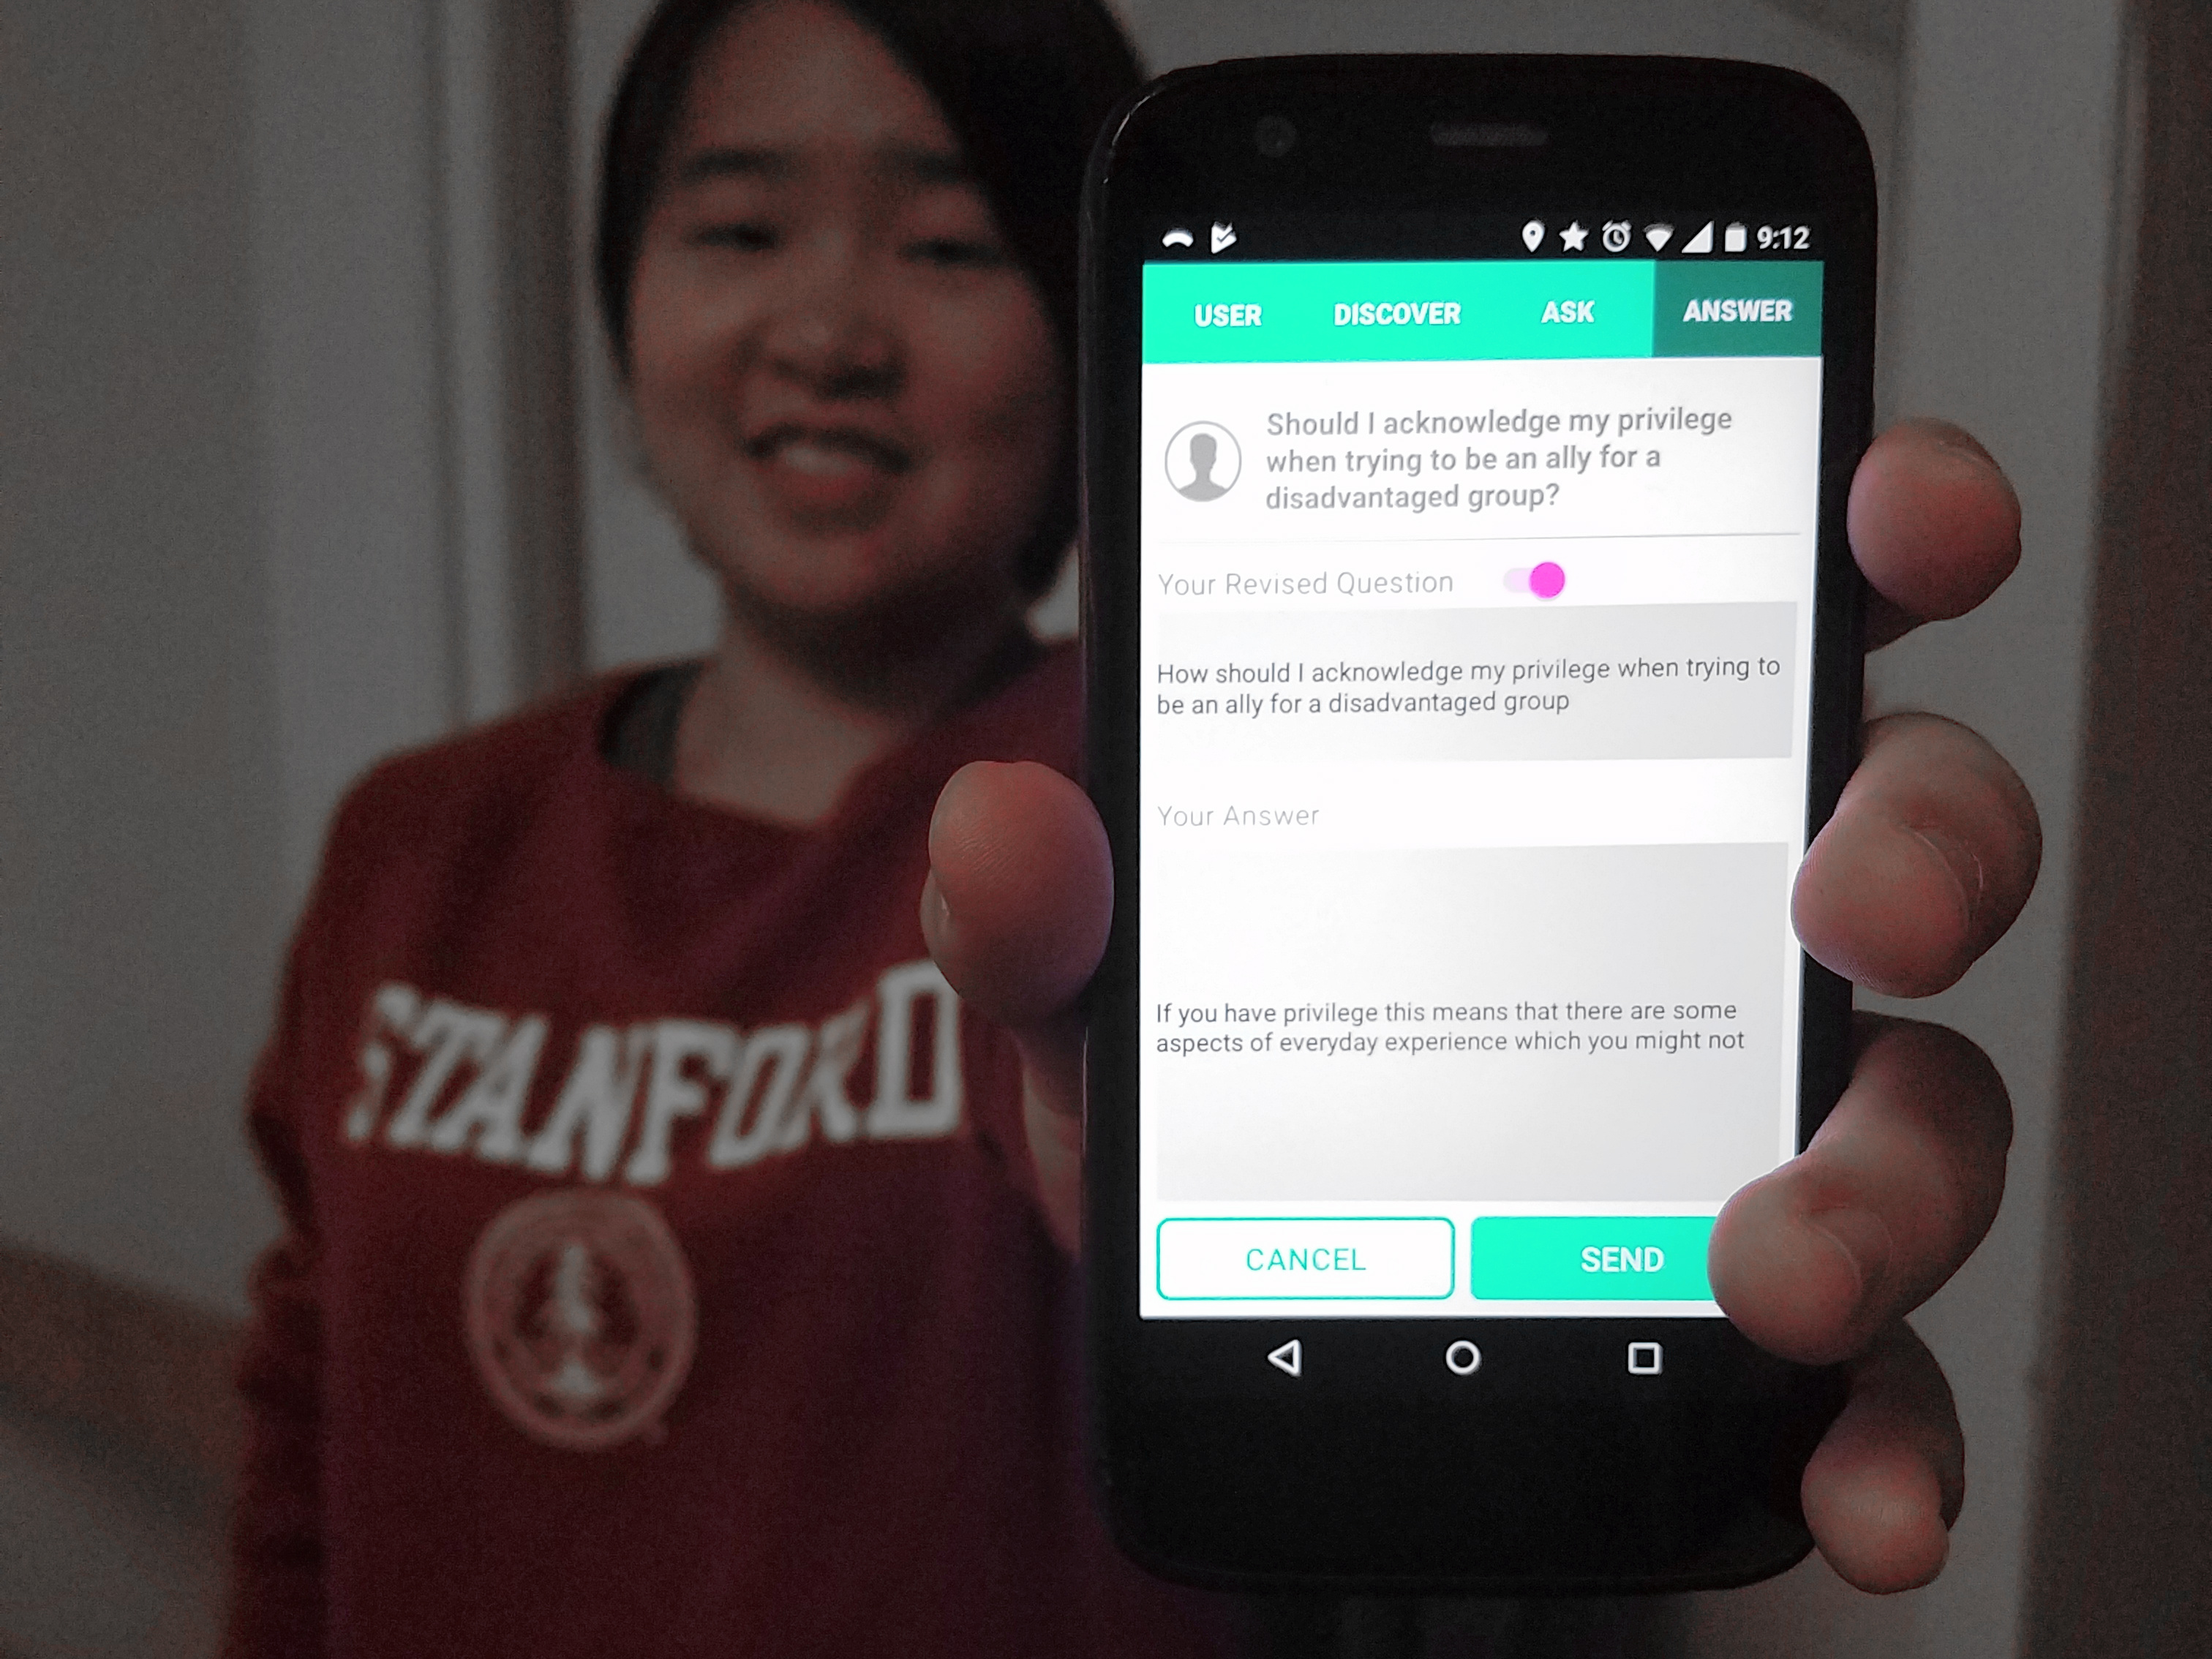 9:12
USER DISCOVER ASK ANSWER
Should I acknowledge my privilege
when trying to be an ally for a
disadvantaged group?
Your Revised Question
How should I acknowledge my privilege when trying to
be an ally for a disadvantaged group
Your Answer
If you have privilege this means that there are some
aspects of everyday experience which you might not
CANCEL SEND
STANFORD